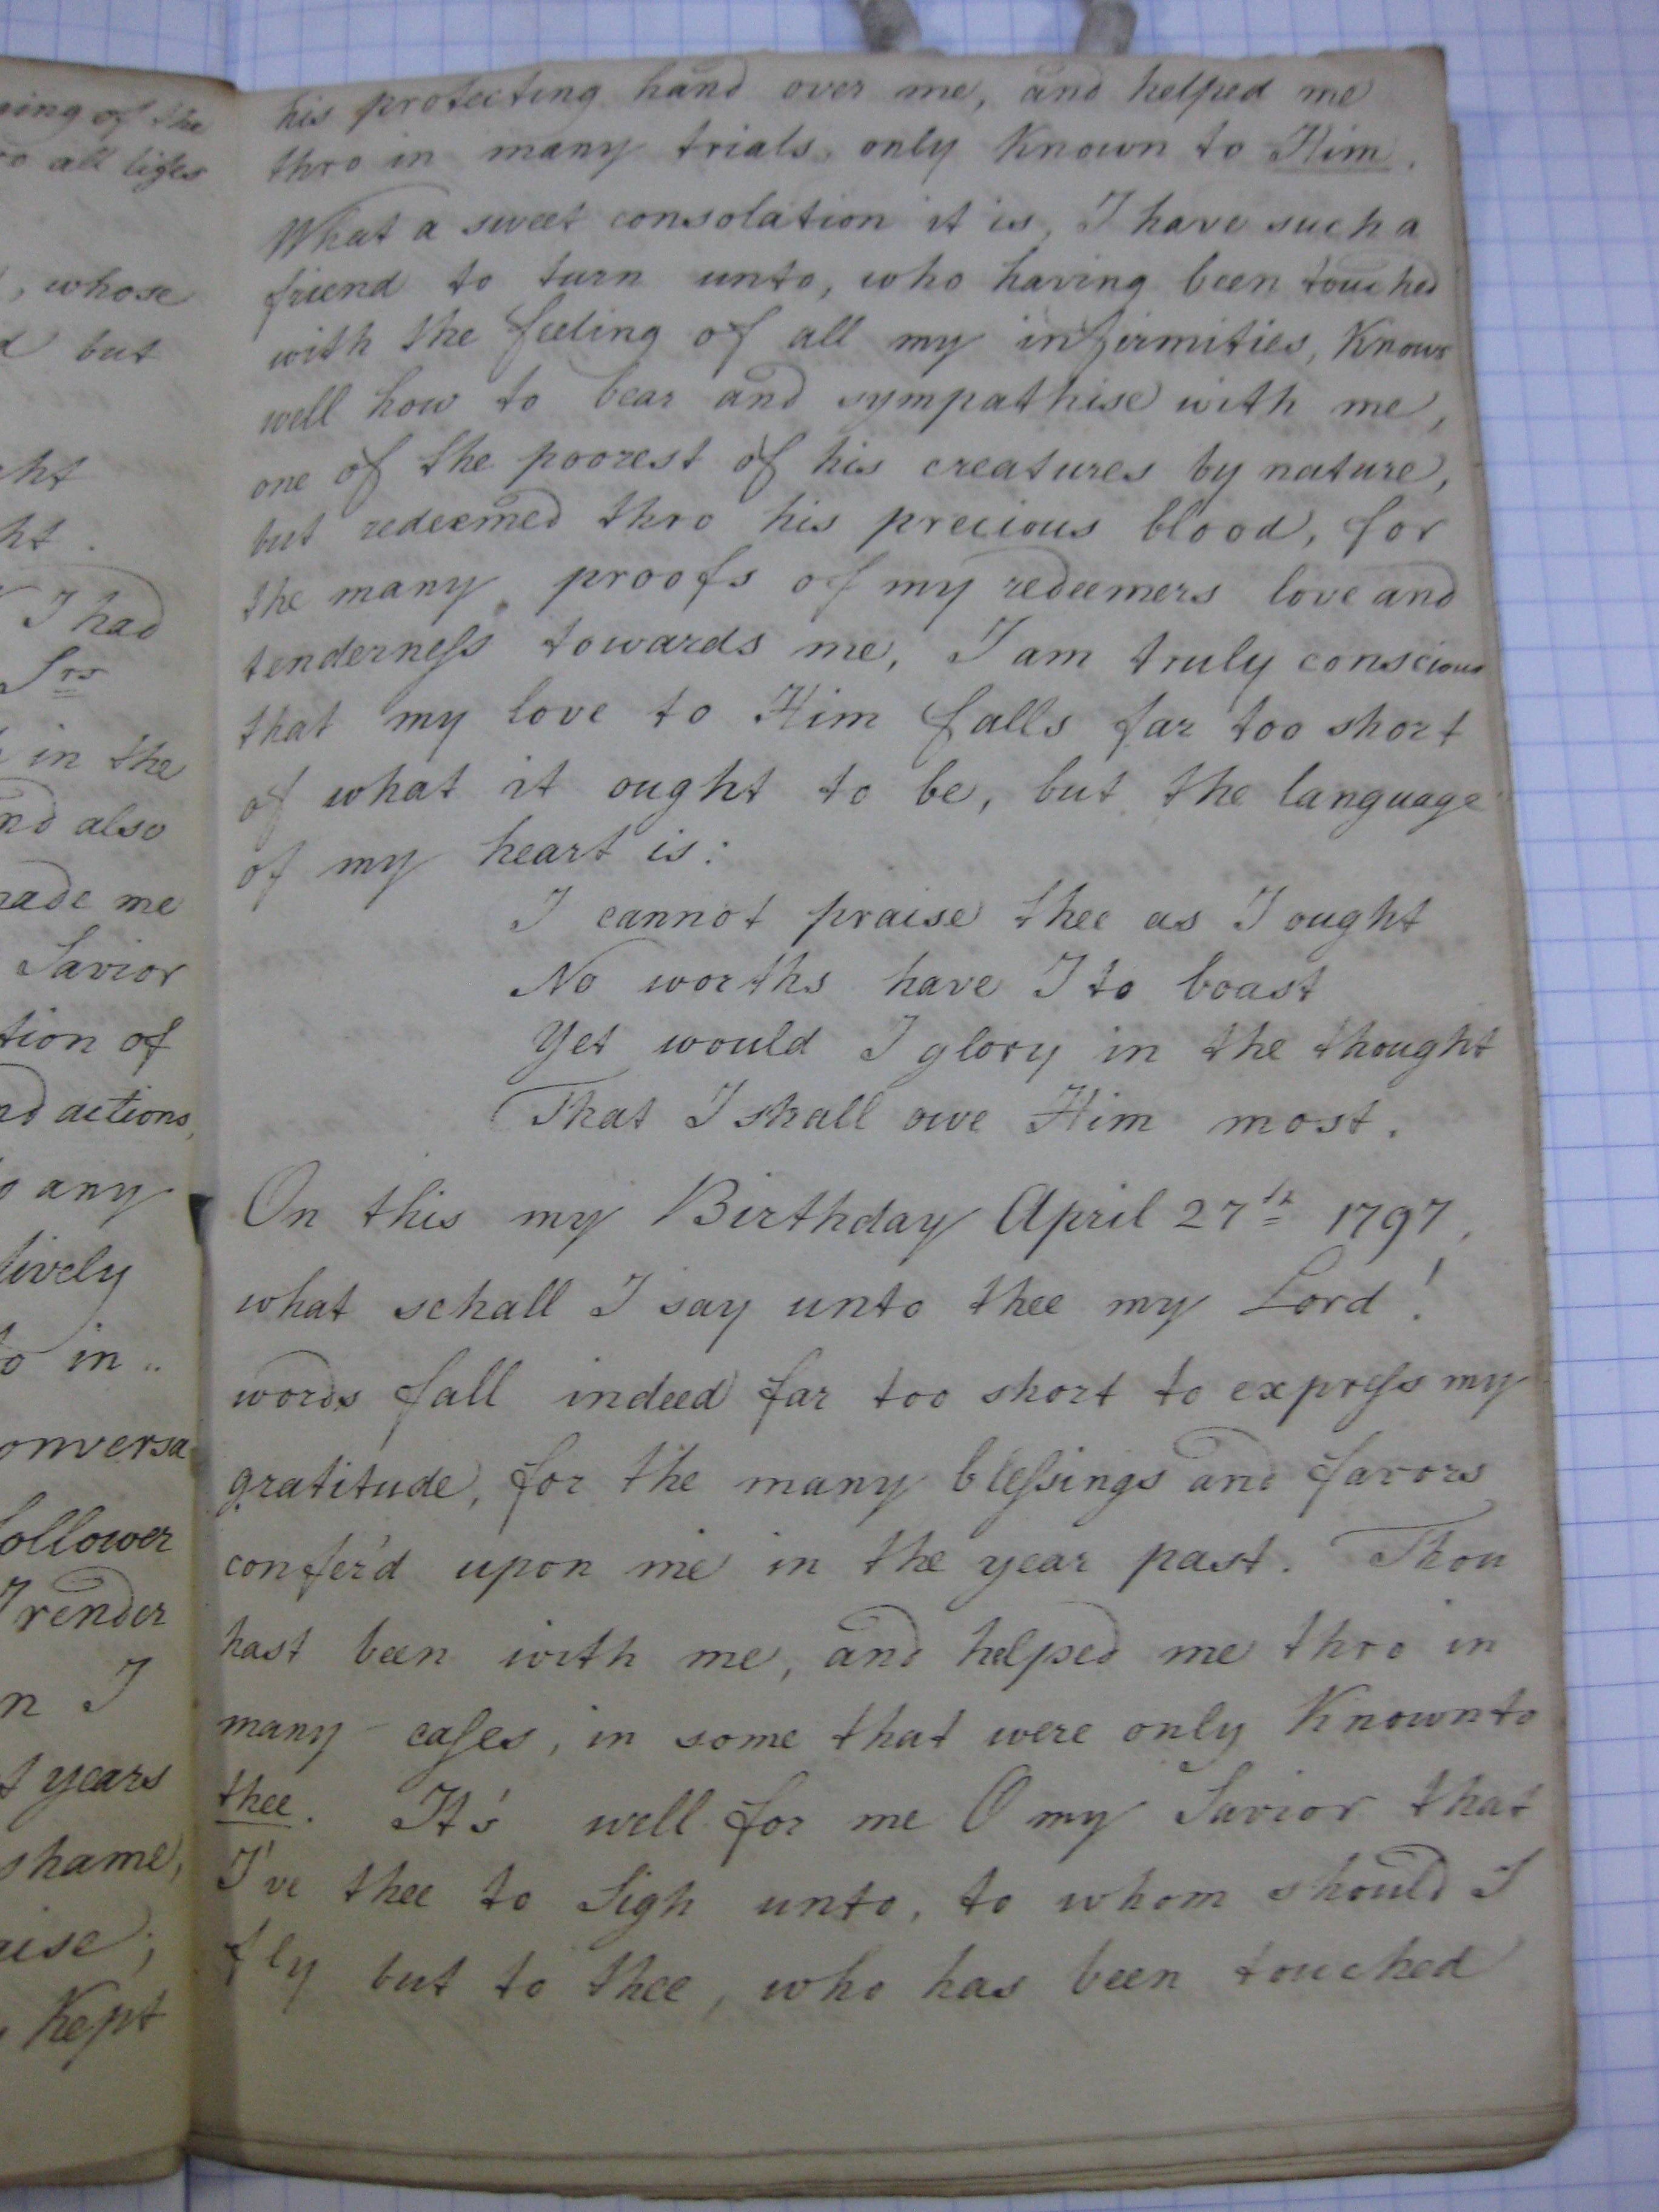 ning of the
ro all lifes
, whose
d but
ght
ht.
I had
Srs
in the
nd also
made me
Savior
tion of
nd actions,
o any
lively
to in..
onversa
follower
I render
n I
t years
shame,
aise;
Kept
his protecting hand over me, and helped me
thro in many trials, only Known to Him.
What a sweet consolation it is, I have such a
friend to turn unto, who having been touched
with the feeling of all my infirmities, Knows
well how to bear and sympathise with me,
one of the poorest of his creatures by nature,
but redeemed thro his precious blood, for
the many proofs of my redeemers love and
tenderneſs towards me, I am truly conscious
that my love to Him falls far too short
of what it ought to be, but the language
of my heart is:
I cannot praise thee as I ought
No worths have I to boast
Yet would I glory in the thought
That I shall owe Him most.
On this my Birthday April 27th 1797,
what schall I say unto thee my Lord!
words fall indeed far too short to expreſs my
gratitude, for the many bleſsings and favors
confer'd upon me in the year past. Thou
hast been with me, and helped me thro in
many caſes, in some that were only Known to
thee. It's well for me O my Savior that
I've thee to Sigh unto, to whom should I
fly but to thee, who has been touched